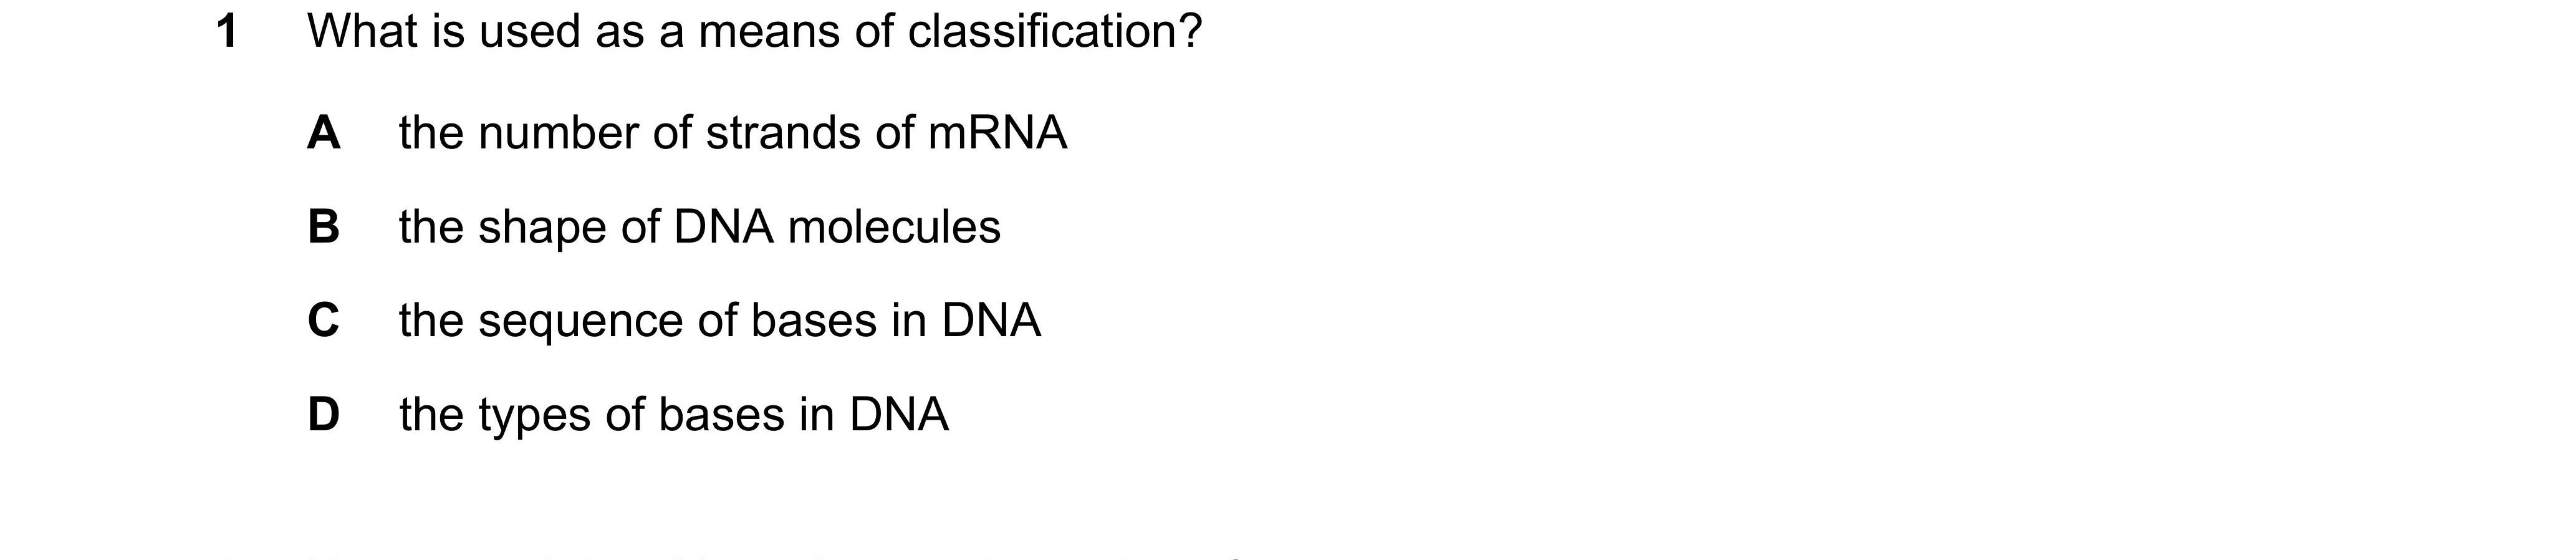 1 What is used as a means of classification?
A the number of strands of mRNA
B the shape of DNA molecules
C the sequence of bases in DNA
D the types of bases in DNA